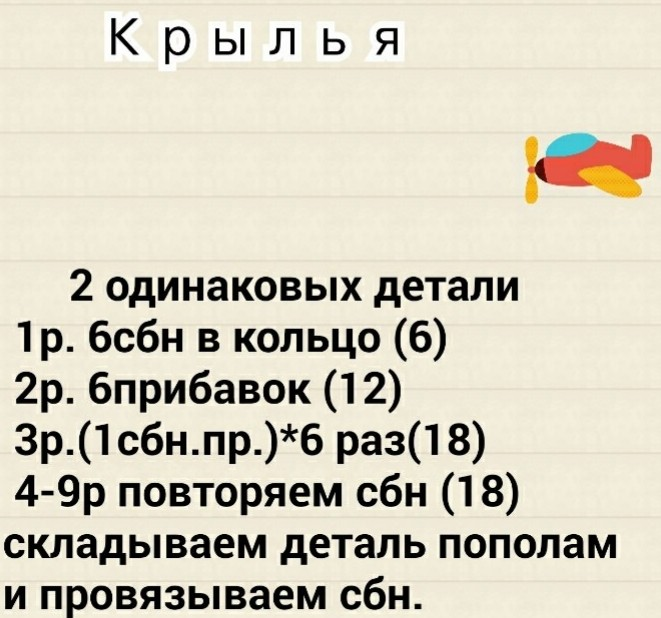 Крылья
2 одинаковых детали
1р. 6сбн в кольцо (6)
2р. 6прибавок (12)
3р.(1сбн.пр.)*6 раз(18)
4-9р повторяем сбн (18)
складываем деталь пополам
и провязываем сбн.